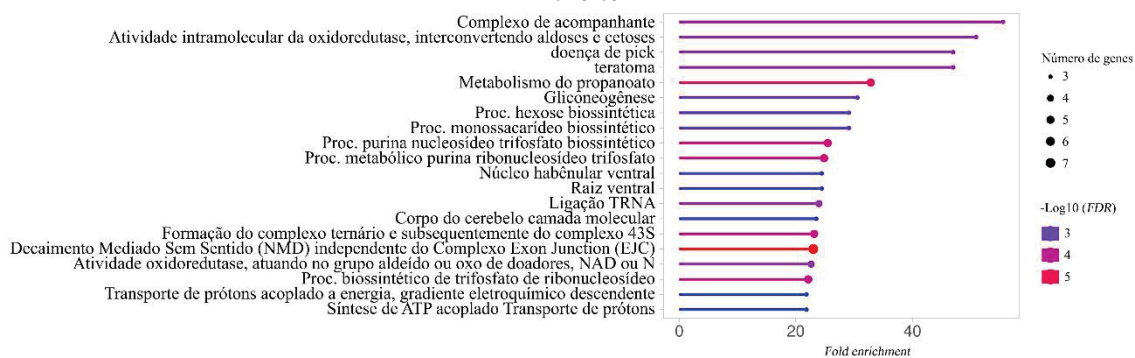 Complexo de acompanhante
Atividade intramolecular da oxidoredutase, interconvertendo aldoses e cetoses
doença de pick
teratoma
Metabolismo do propanoato
Gliconeogênese
Proc. hexose biossintética
Proc. monossacarídeo biossintético
Proc. purina nucleosídeo trifosfato biossintético
Proc. metabólico purina ribonucleosídeo trifosfato
Núcleo habênular ventral
Raiz ventral
Ligação TRNA
Corpo do cerebelo camada molecular
Formação do complexo ternário e subsequentemente do complexo 43S
Decaimento Mediado Sem Sentido (NMD) independente do Complexo Exon Junction (EJC)
Atividade oxidoredutase, atuando no grupo aldeído ou oxo de doadores, NAD ou N
Proc. biossintético de trifosfato de ribonucleosídeo
Transporte de prótons acoplado a energia, gradiente eletroquímico descendente
Síntese de ATP acoplado Transporte de prótons
0 20 40
Fold enrichment
Número de genes
3
4
5
6
7
-Log10 (FDR)
3
4
5